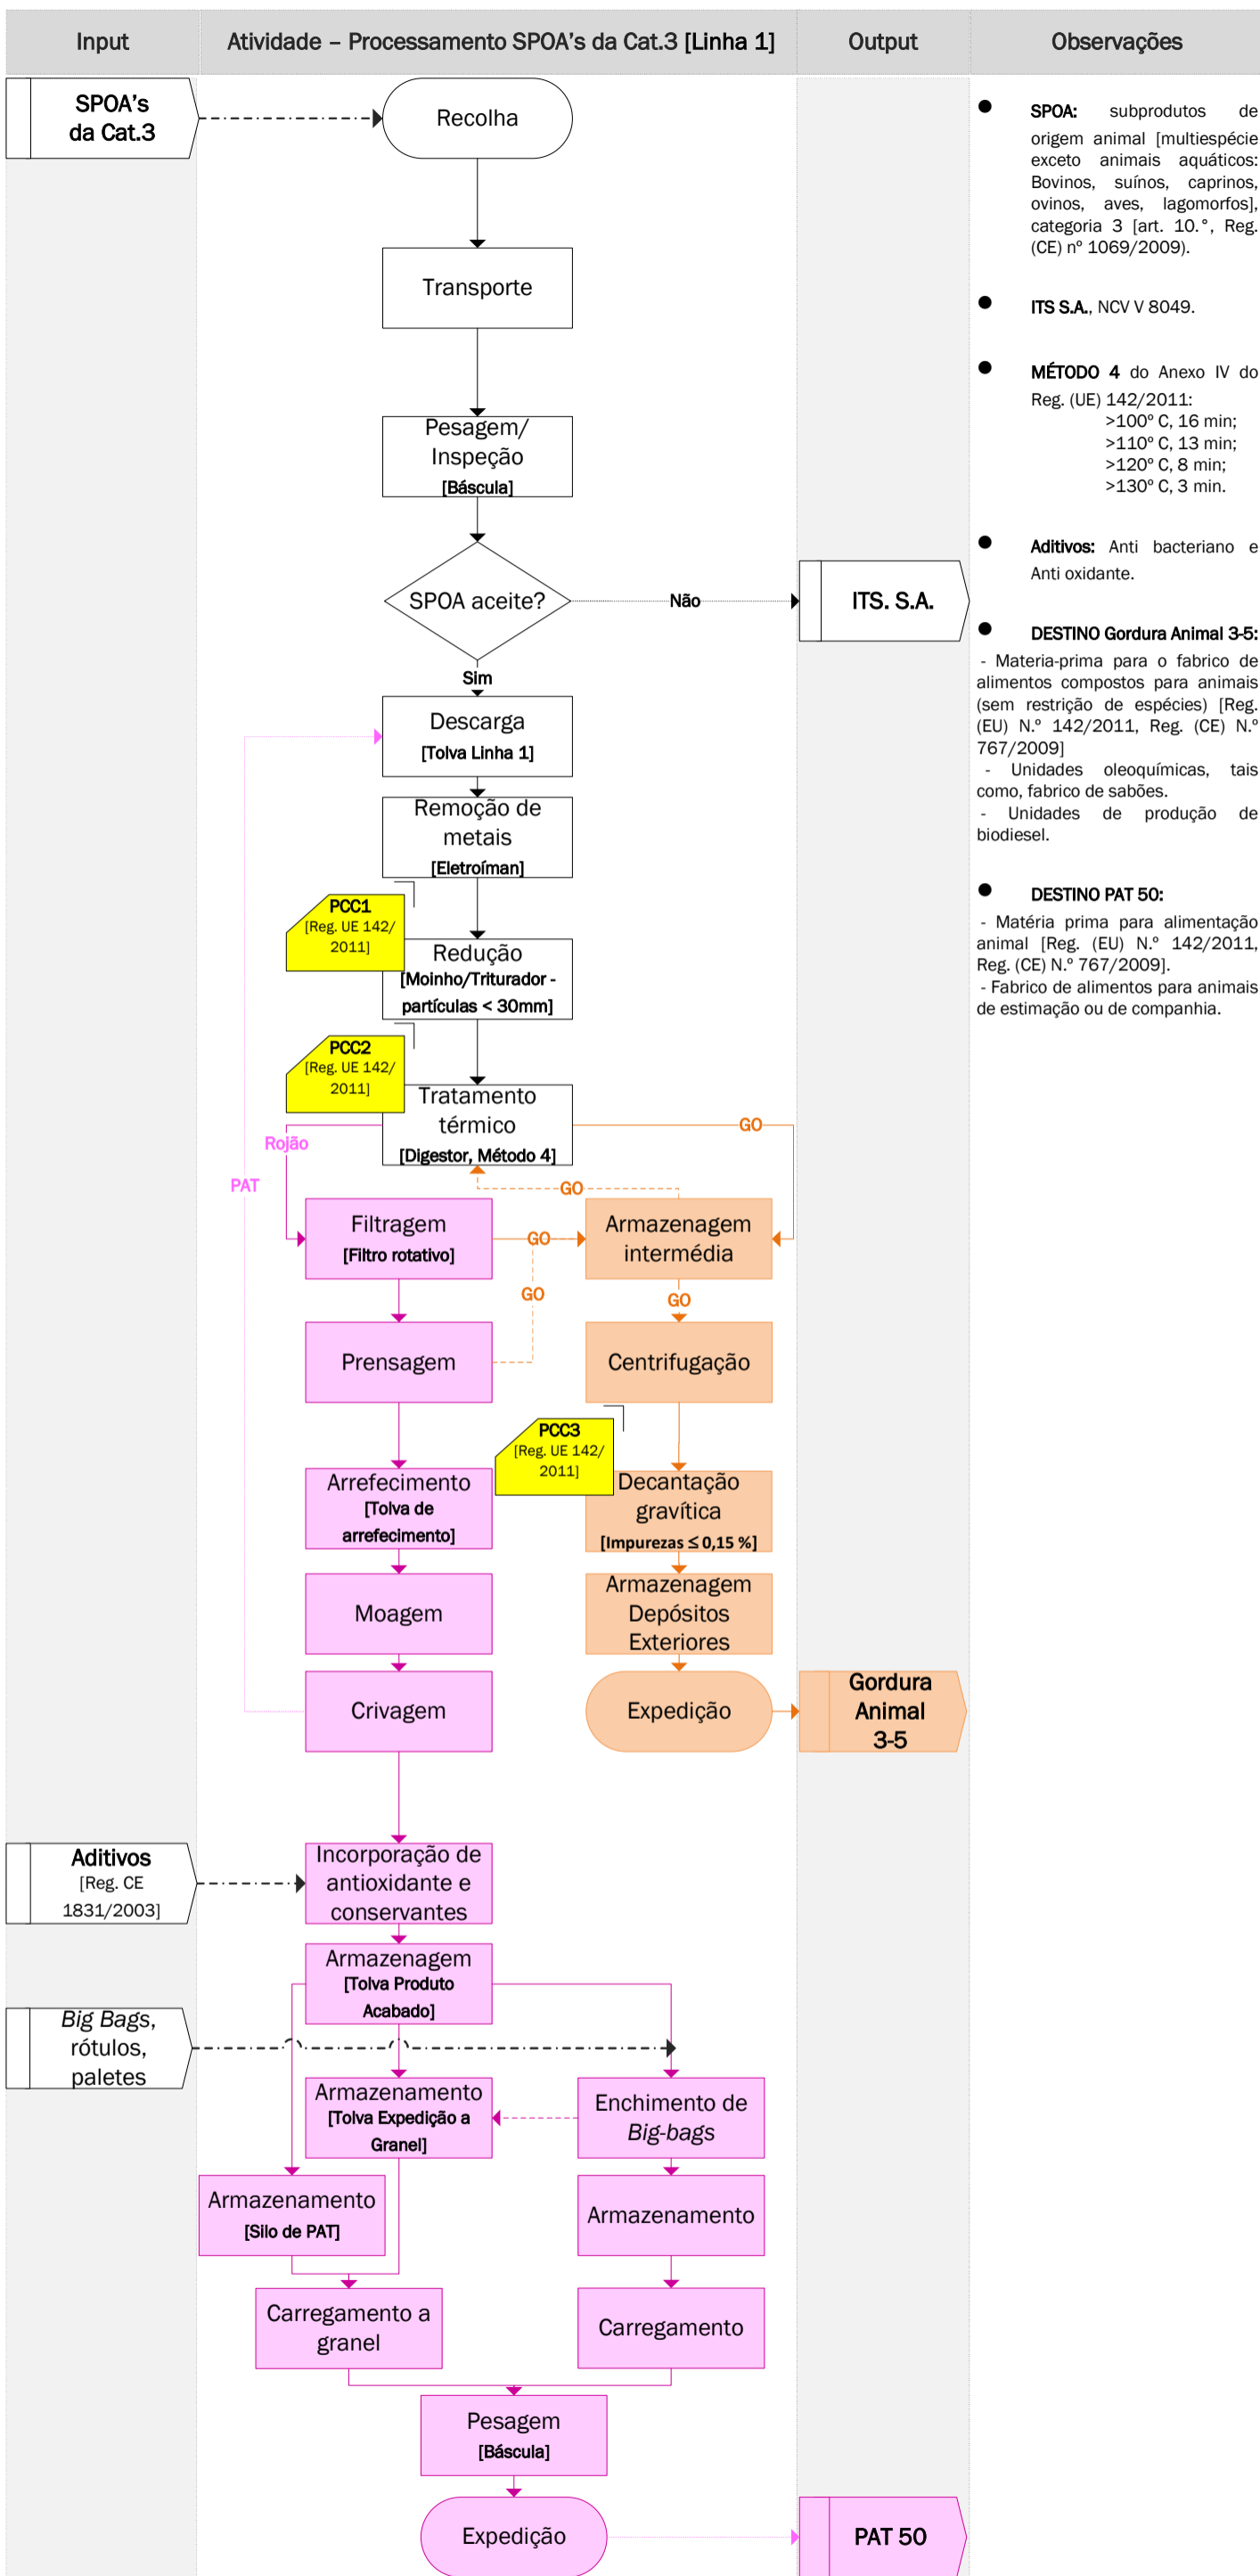 Input
Atividade – Processamento SPOA's da Cat.3 [Linha 1]
Output
Observações
SPOA's
da Cat.3
Recolha
Transporte
Pesagem/
Inspeção
[Báscula]
SPOA aceite?
Não
ITS. S.A.
Sim
Descarga
[Tolva Linha 1]
Remoção de
metais
[Eletroíman]
PCC1
[Reg. UE 142/
2011]
Redução
[Moinho/Triturador -
partículas < 30mm]
PCC2
[Reg. UE 142/
2011]
Tratamento
térmico
[Digestor, Método 4]
GO
Rojão
PAT
GO
Filtragem
[Filtro rotativo]
GO
Armazenagem
intermédia
GO
GO
Prensagem
Centrifugação
PCC3
[Reg. UE 142/
2011]
Arrefecimento
[Tolva de
arrefecimento]
Decantação
gravítica
[Impurezas ≤ 0,15 %]
Moagem
Armazenagem
Depósitos
Exteriores
Crivagem
Expedição
Gordura
Animal
3-5
Aditivos
[Reg. CE
1831/2003]
Incorporação de
antioxidante e
conservantes
Armazenagem
[Tolva Produto
Acabado]
Big Bags,
rótulos,
paletes
Armazenamento
[Tolva Expedição a
Granel]
Enchimento de
Big-bags
Armazenamento
[Silo de PAT]
Armazenamento
Carregamento a
granel
Carregamento
Pesagem
[Báscula]
Expedição
PAT 50
● SPOA: subprodutos de
origem animal [multiespécie
exceto animais aquáticos:
Bovinos, suínos, caprinos,
ovinos, aves, lagomorfos],
categoria 3 [art. 10.°, Reg.
(CE) nº 1069/2009).
● ITS S.A., NCV V 8049.
● MÉTODO 4 do Anexo IV do
Reg. (UE) 142/2011:
>100º C, 16 min;
>110º C, 13 min;
>120º C, 8 min;
>130º C, 3 min.
● Aditivos: Anti bacteriano e
Anti oxidante.
● DESTINO Gordura Animal 3-5:
- Materia-prima para o fabrico de
alimentos compostos para animais
(sem restrição de espécies) [Reg.
(EU) N.º 142/2011, Reg. (CE) N.º
767/2009]
- Unidades oleoquímicas, tais
como, fabrico de sabões.
- Unidades de produção de
biodiesel.
● DESTINO PAT 50:
- Matéria prima para alimentação
animal [Reg. (EU) N.º 142/2011,
Reg. (CE) N.º 767/2009].
- Fabrico de alimentos para animais
de estimação ou de companhia.